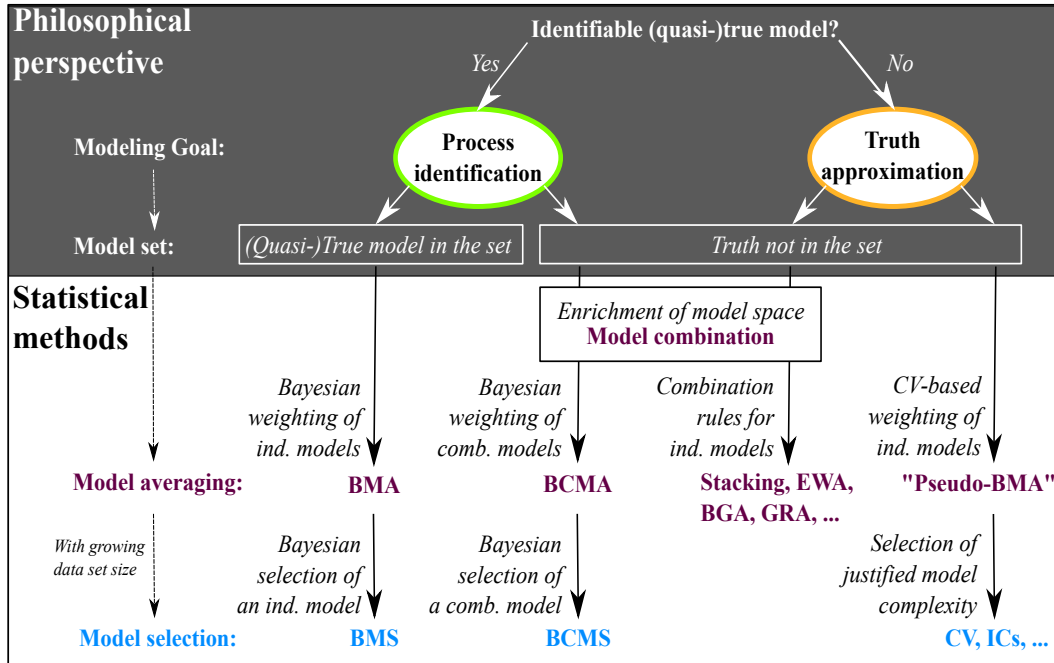 Philosophical
perspective
Identifiable (quasi-)true model?
Yes
No
Modeling Goal:
Process
identification
Truth
approximation
Model set:
(Quasi-)True model in the set
Truth not in the set
Statistical
methods
Enrichment of model space
Model combination
Bayesian
weighting of
ind. models
Bayesian
weighting of
comb. models
Combination
rules for
ind. models
CV-based
weighting of
ind. models
Model averaging:
BMA
BCMA
Stacking, EWA,
BGA, GRA, ...
"Pseudo-BMA"
With growing
data set size
Bayesian
selection of
an ind. model
Bayesian
selection of
a comb. model
Selection of
justified model
complexity
Model selection:
BMS
BCMS
CV, ICs, ...